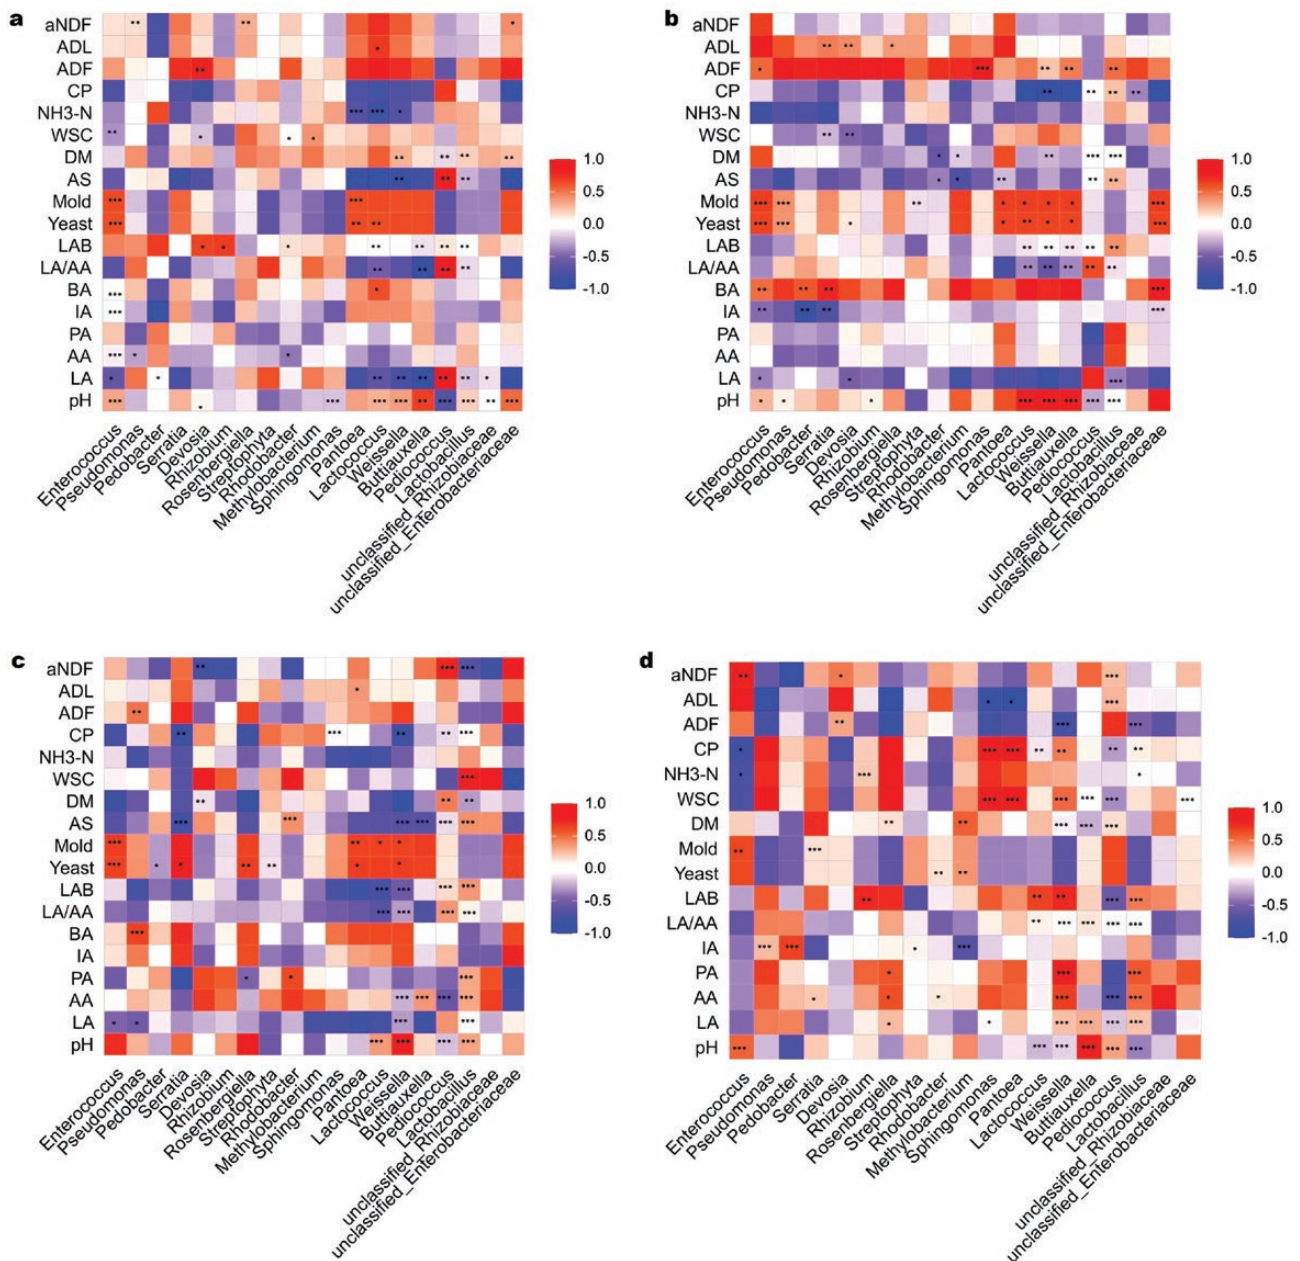 a
aNDF
ADL
ADF
CP
NH3-N
WSC
DM
AS
Mold
Yeast
LAB
LA/AA
BA
IA
PA
AA
LA
pH
Enterococcus
Pseudomonas
Pedobacter
Serratia
Devosia
Rhizobium
Rosenbergiella
Streptophyta
Rhodobacter
Methylobacterium
Sphingomonas
Pantoea
Lactococcus
Weissella
Buttiauxella
Pediococcus
Lactobacillus
unclassified_Rhizobiaceae
unclassified_Enterobacteriaceae
1.0
0.5
0.0
-0.5
-1.0
b
aNDF
ADL
ADF
CP
NH3-N
WSC
DM
AS
Mold
Yeast
LAB
LA/AA
BA
IA
PA
AA
LA
pH
Enterococcus
Pseudomonas
Pedobacter
Serratia
Devosia
Rhizobium
Rosenbergiella
Streptophyta
Rhodobacter
Methylobacterium
Sphingomonas
Pantoea
Lactococcus
Weissella
Buttiauxella
Pediococcus
Lactobacillus
unclassified_Rhizobiaceae
unclassified_Enterobacteriaceae
1.0
0.5
0.0
-0.5
-1.0
c
aNDF
ADL
ADF
CP
NH3-N
WSC
DM
AS
Mold
Yeast
LAB
LA/AA
BA
IA
PA
AA
LA
pH
Enterococcus
Pseudomonas
Pedobacter
Serratia
Devosia
Rhizobium
Rosenbergiella
Streptophyta
Rhodobacter
Methylobacterium
Sphingomonas
Pantoea
Lactococcus
Weissella
Buttiauxella
Pediococcus
Lactobacillus
unclassified_Rhizobiaceae
unclassified_Enterobacteriaceae
1.0
0.5
0.0
-0.5
-1.0
d
aNDF
ADL
ADF
CP
NH3-N
WSC
DM
Mold
Yeast
LAB
LA/AA
IA
PA
AA
LA
pH
Enterococcus
Pseudomonas
Pedobacter
Serratia
Devosia
Rhizobium
Rosenbergiella
Streptophyta
Rhodobacter
Methylobacterium
Sphingomonas
Pantoea
Lactococcus
Weissella
Buttiauxella
Pediococcus
Lactobacillus
unclassified_Rhizobiaceae
unclassified_Enterobacteriaceae
1.0
0.5
0.0
-0.5
-1.0